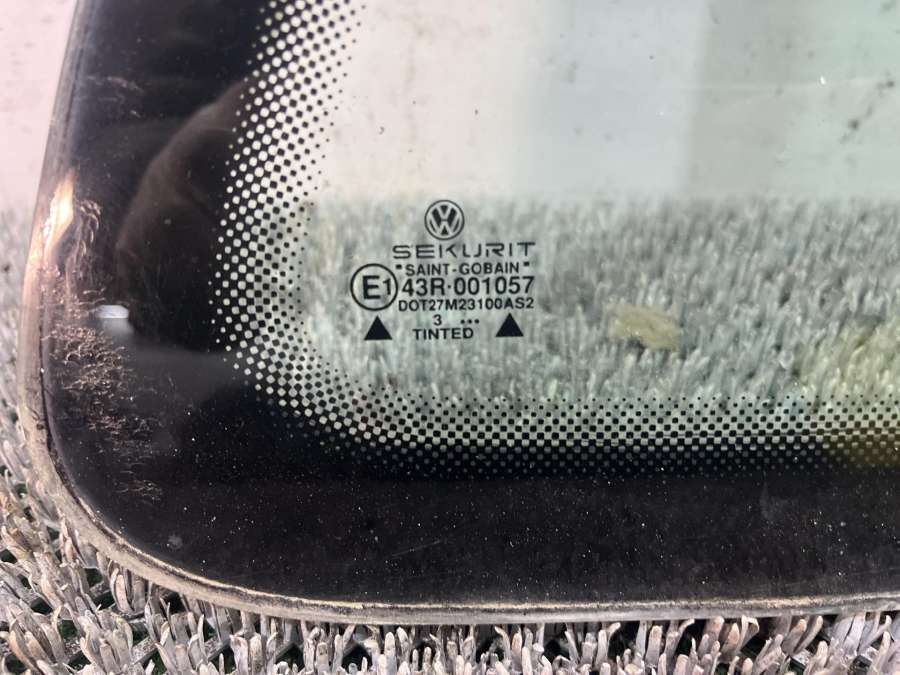 SEKURIT
"SAINT-GOBAIN"
E1 43R-001057
DOT27M23100AS2
3 ...
TINTED